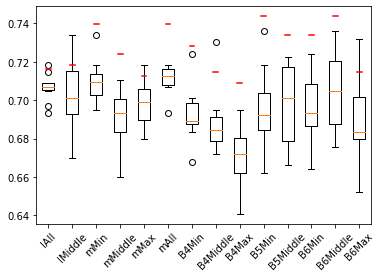 0.74
0.72
0.70
0.68
0.66
0.64
lAll
lMiddle
mMin
mMiddle
mMax
mAll
B4Min
B4Middle
B4Max
B5Min
B5Middle
B6Min
B6Middle
B6Max